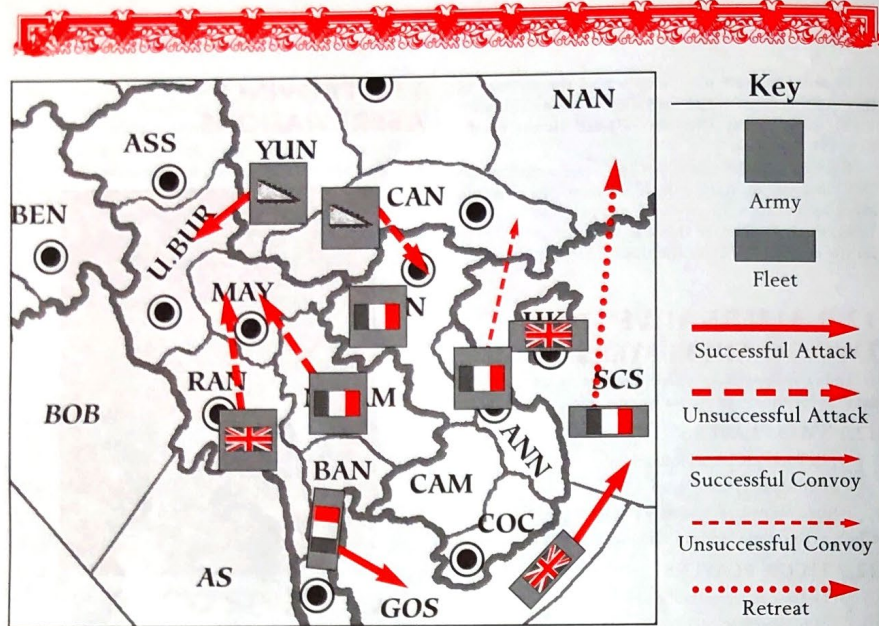 NAN
Key
ASS
YUN
CAN
BEN
U.BUR
Army
MAY
Fleet
HK
Successful Attack
RAN
SCS
BOB
Unsuccessful Attack
ANN
BAN
CAM
Successful Convoy
COC
Unsuccessful Convoy
AS
GOS
Retreat